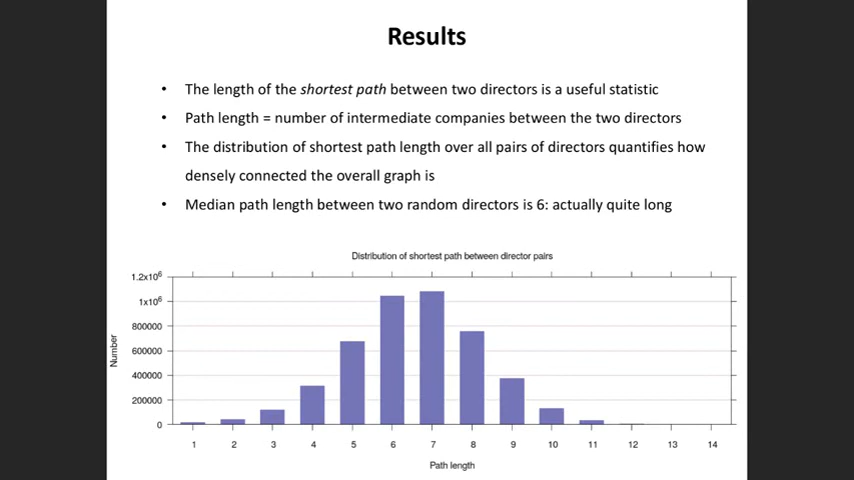 Results
• The length of the shortest path between two directors is a useful statistic
• Path length = number of intermediate companies between the two directors
• The distribution of shortest path length over all pairs of directors quantifies how
densely connected the overall graph is
• Median path length between two random directors is 6: actually quite long
Distribution of shortest path between director pairs
1.2x10⁶
1x10⁶
800000
600000
400000
200000
0
Number
1 2 3 4 5 6 7 8 9 10 11 12 13 14
Path length